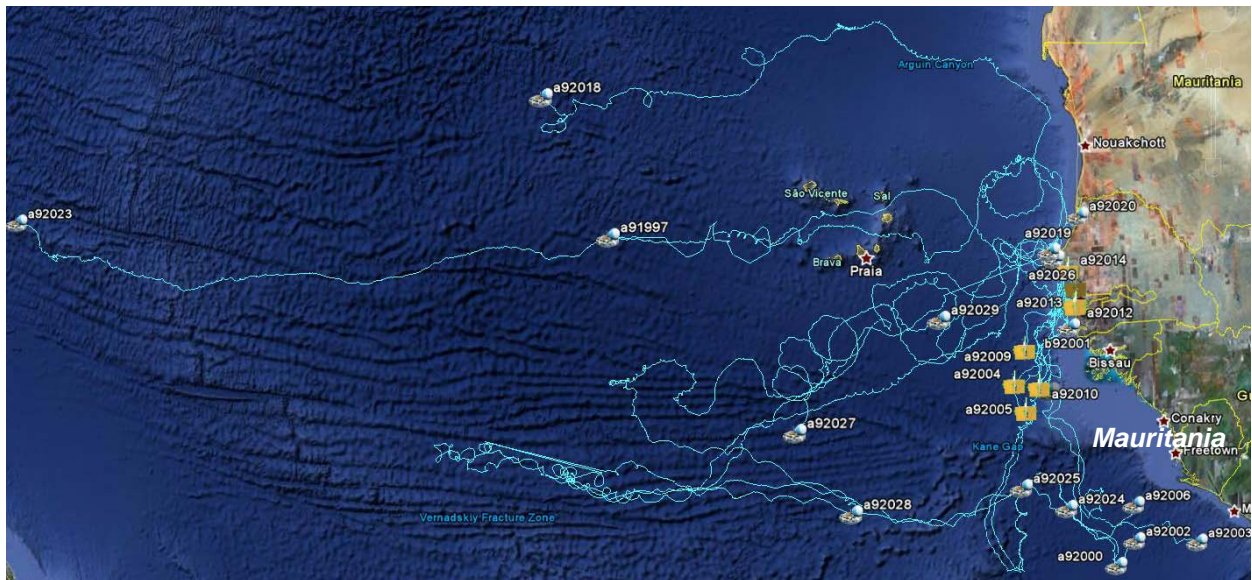 a92018
Arguin Canyon
Mauritania
Nouakchott
São Vicente
Sal
a92023
a91997
a92020
a92019
Brava
Praia
a92014
a92026
a92029
a92013
a92012
b92001
a92009
Bissau
a92004
a92010
a92005
Conakry
a92027
Mauritania
Kane Gap
Freetown
a92025
a92028
a92024
a92006
Vernadskiy Fracture Zone
a92002
a92003
a92000